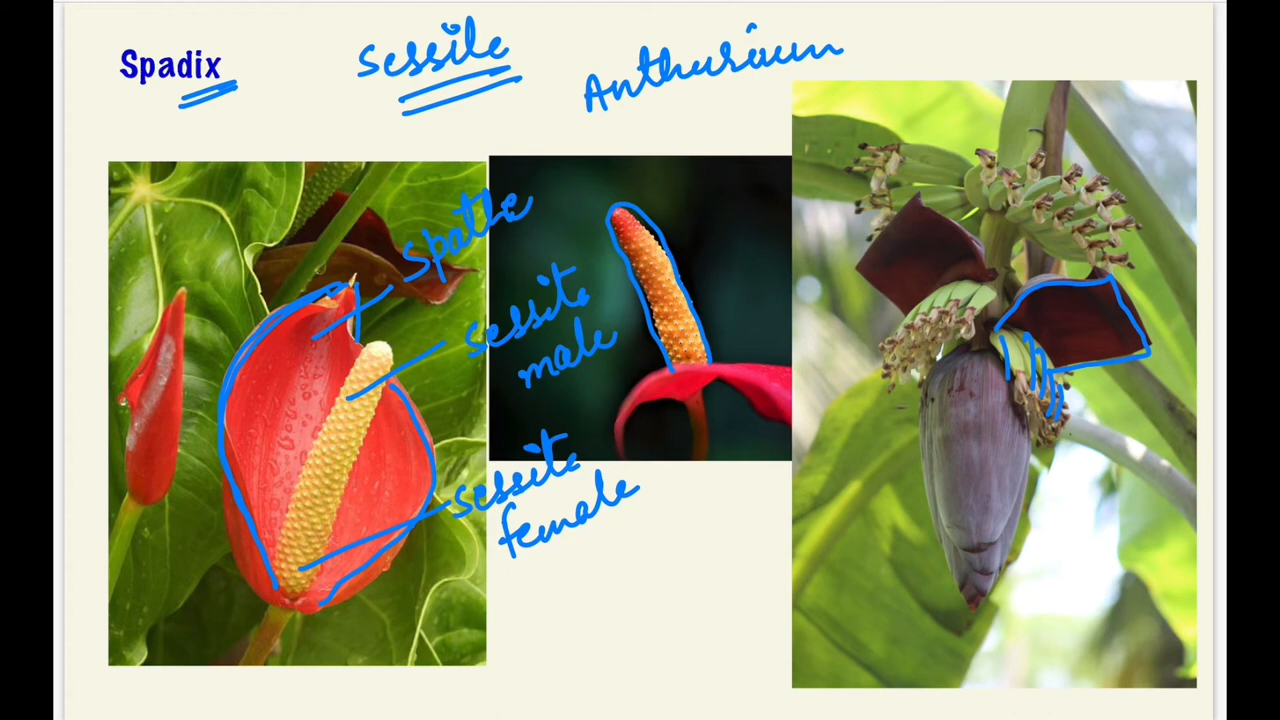 Spadix
Sessile
Anthurium
Spathe
sessile
male
sessile
female